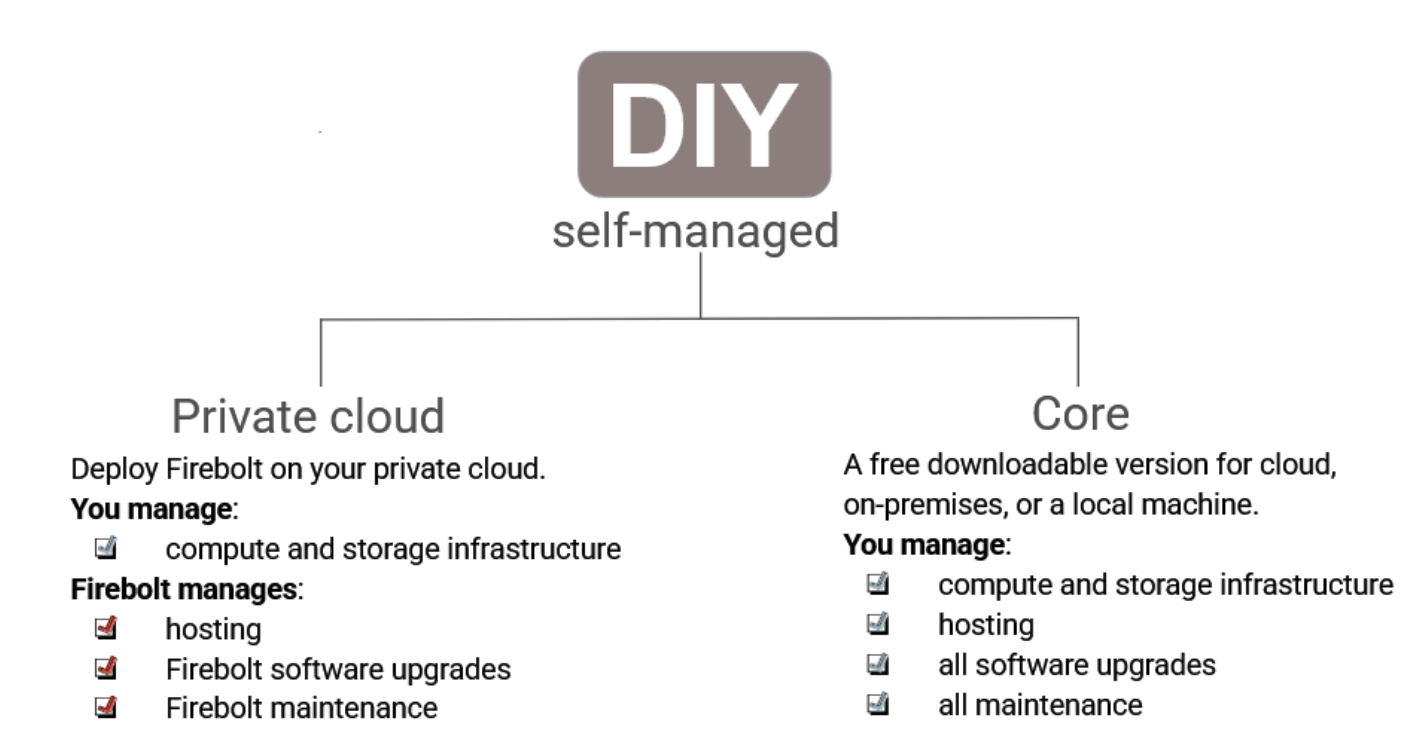 DIY
self-managed
Private cloud
Deploy Firebolt on your private cloud.
You manage:
compute and storage infrastructure
Firebolt manages:
hosting
Firebolt software upgrades
Firebolt maintenance
Core
A free downloadable version for cloud,
on-premises, or a local machine.
You manage:
compute and storage infrastructure
hosting
all software upgrades
all maintenance